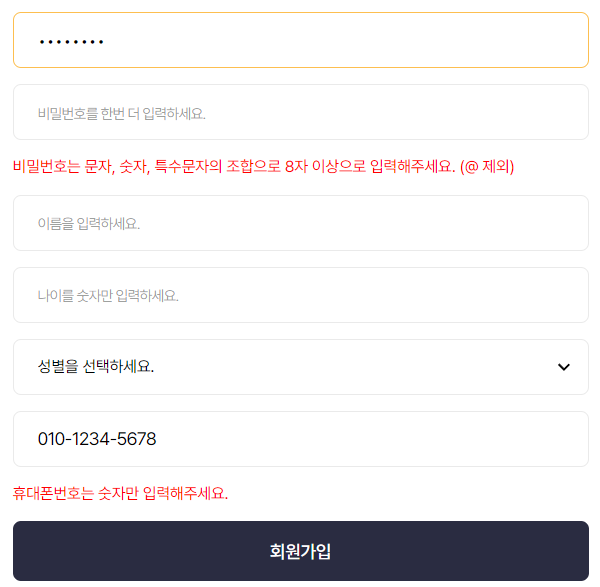 ••••••••
비밀번호를 한번 더 입력하세요.
비밀번호는 문자, 숫자, 특수문자의 조합으로 8자 이상으로 입력해주세요. (@ 제외)
이름을 입력하세요.
나이를 숫자만 입력하세요.
성별을 선택하세요.
010-1234-5678
휴대폰번호는 숫자만 입력해주세요.
회원가입